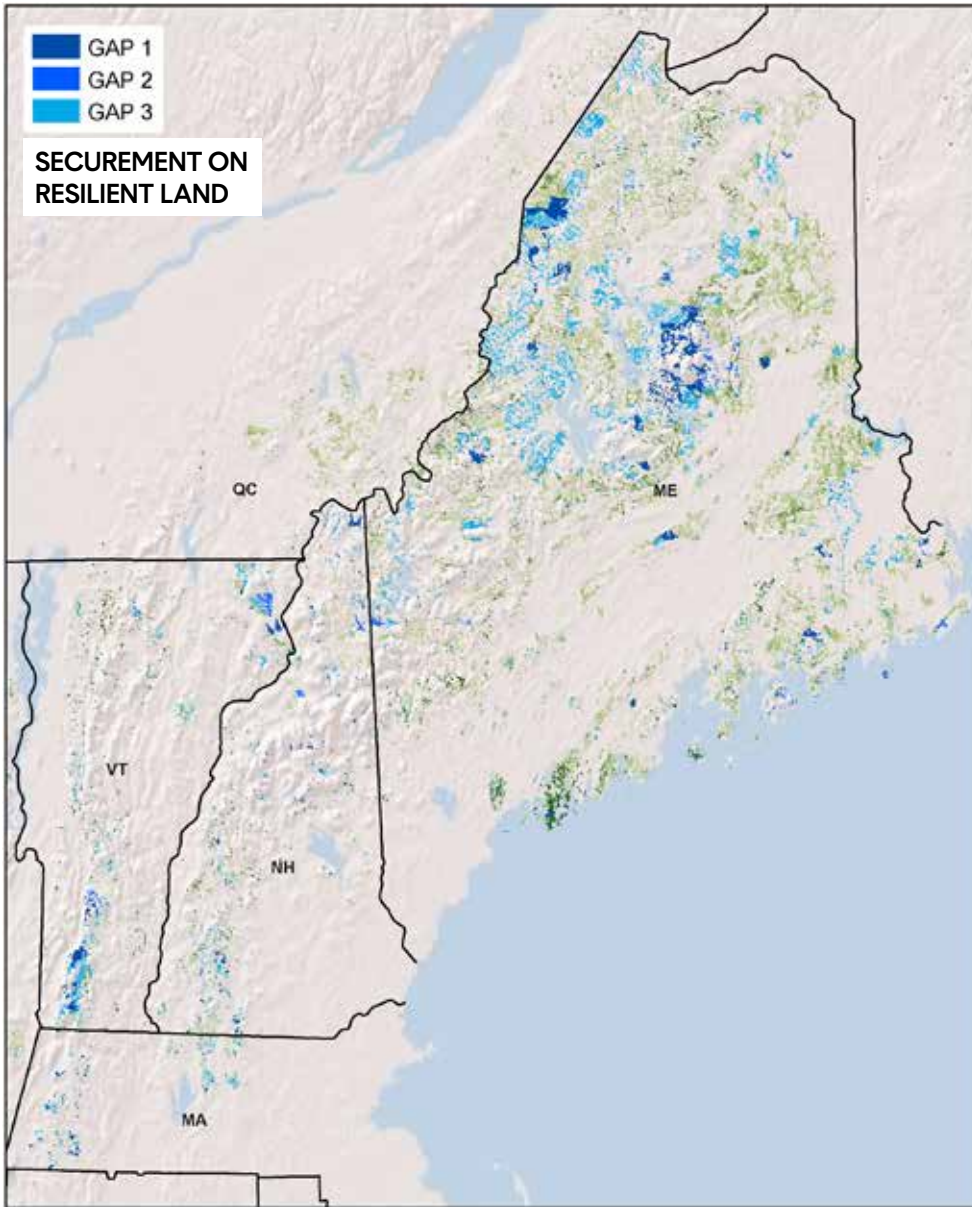 GAP 1
GAP 2
GAP 3
SECUREMENT ON
RESILIENT LAND
QC
ME
VT
NH
MA